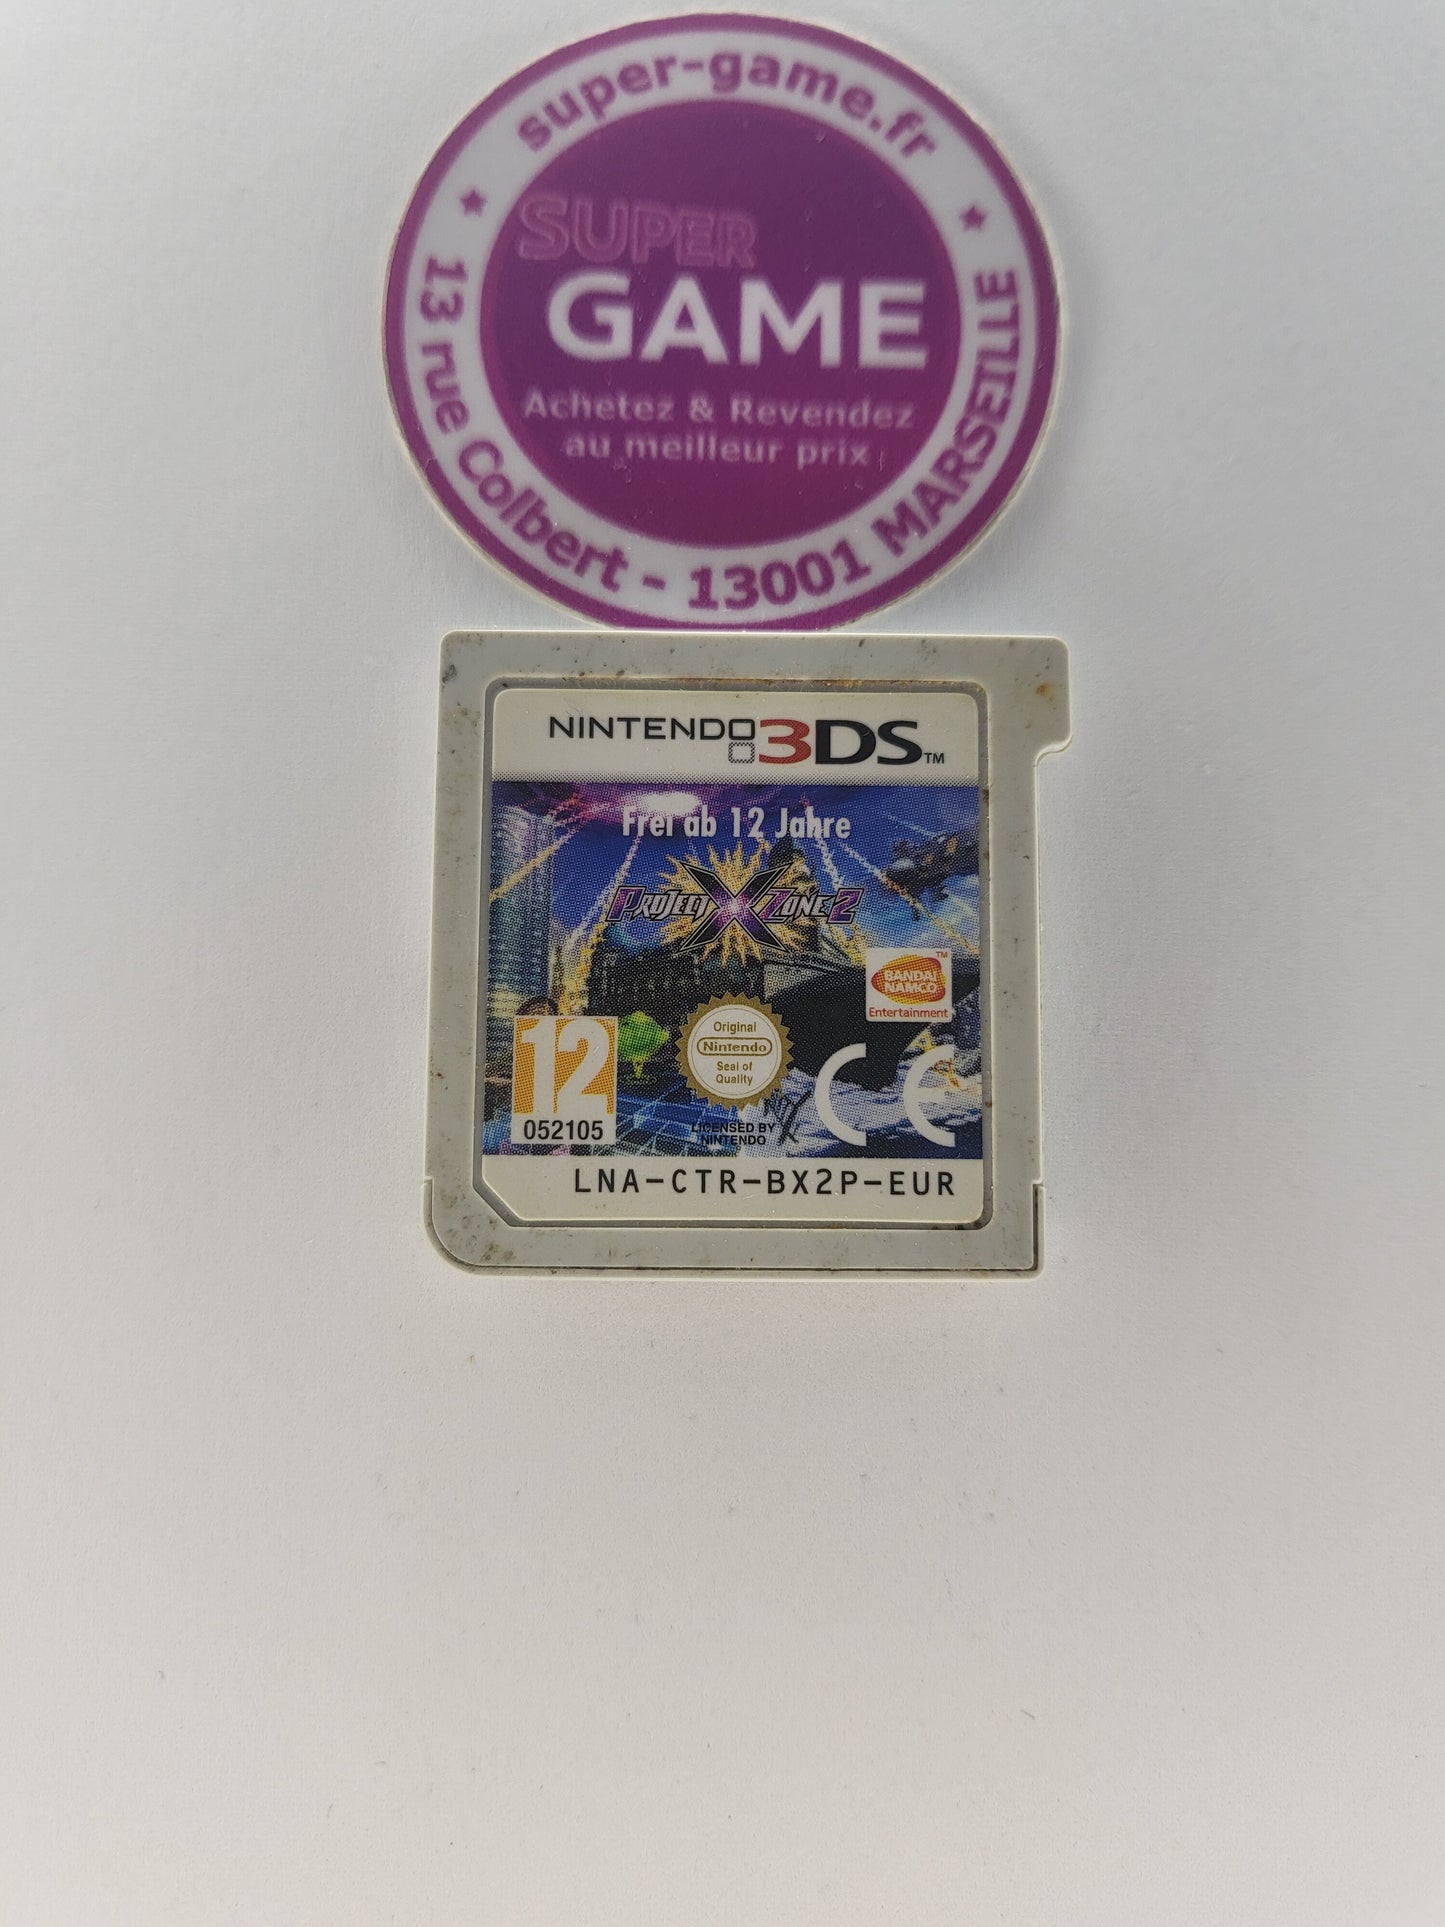 super-game.fr
SUPER
GAME
Achetez & Revendez
au meilleur prix !
13 rue Colbert - 13001 MARSEILLE
NINTENDO 3DS™
Frei ab 12 Jahre
PROJECT X ZONE 2
BANDAI
NAMCO
™
Entertainment
12
052105
Original
Nintendo
Seal of
Quality
LICENSED BY
NINTENDO
CE
LNA-CTR-BX2P-EUR